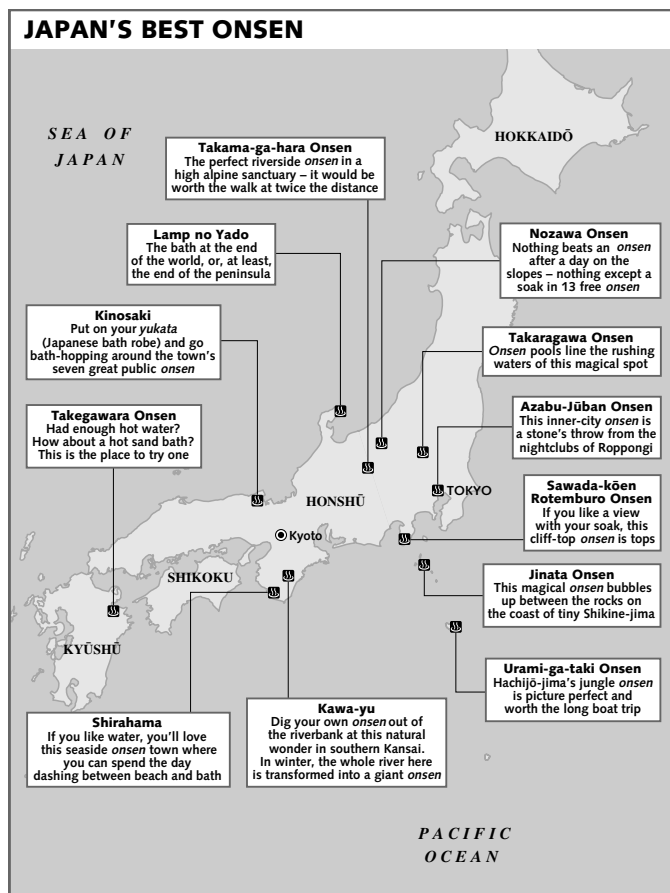 JAPAN'S BEST ONSEN
SEA OF
JAPAN
HOKKAIDŌ
Takama-ga-hara Onsen
The perfect riverside onsen in a
high alpine sanctuary – it would be
worth the walk at twice the distance
Lamp no Yado
The bath at the end
of the world, or, at least,
the end of the peninsula
Nozawa Onsen
Nothing beats an onsen
after a day on the
slopes – nothing except a
soak in 13 free onsen
Kinosaki
Put on your yukata
(Japanese bath robe) and go
bath-hopping around the town's
seven great public onsen
Takaragawa Onsen
Onsen pools line the rushing
waters of this magical spot
Takegawara Onsen
Had enough hot water?
How about a hot sand bath?
This is the place to try one
Azabu-Jūban Onsen
This inner-city onsen is
a stone's throw from the
nightclubs of Roppongi
TOKYO
HONSHŪ
Sawada-kōen
Rotemburo Onsen
If you like a view
with your soak, this
cliff-top onsen is tops
Kyoto
SHIKOKU
Jinata Onsen
This magical onsen bubbles
up between the rocks on
the coast of tiny Shikine-jima
KYŪSHŪ
Urami-ga-taki Onsen
Hachijō-jima's jungle onsen
is picture perfect and
worth the long boat trip
Shirahama
If you like water, you'll love
this seaside onsen town where
you can spend the day
dashing between beach and bath
Kawa-yu
Dig your own onsen out of
the riverbank at this natural
wonder in southern Kansai.
In winter, the whole river here
is transformed into a giant onsen
PACIFIC
OCEAN